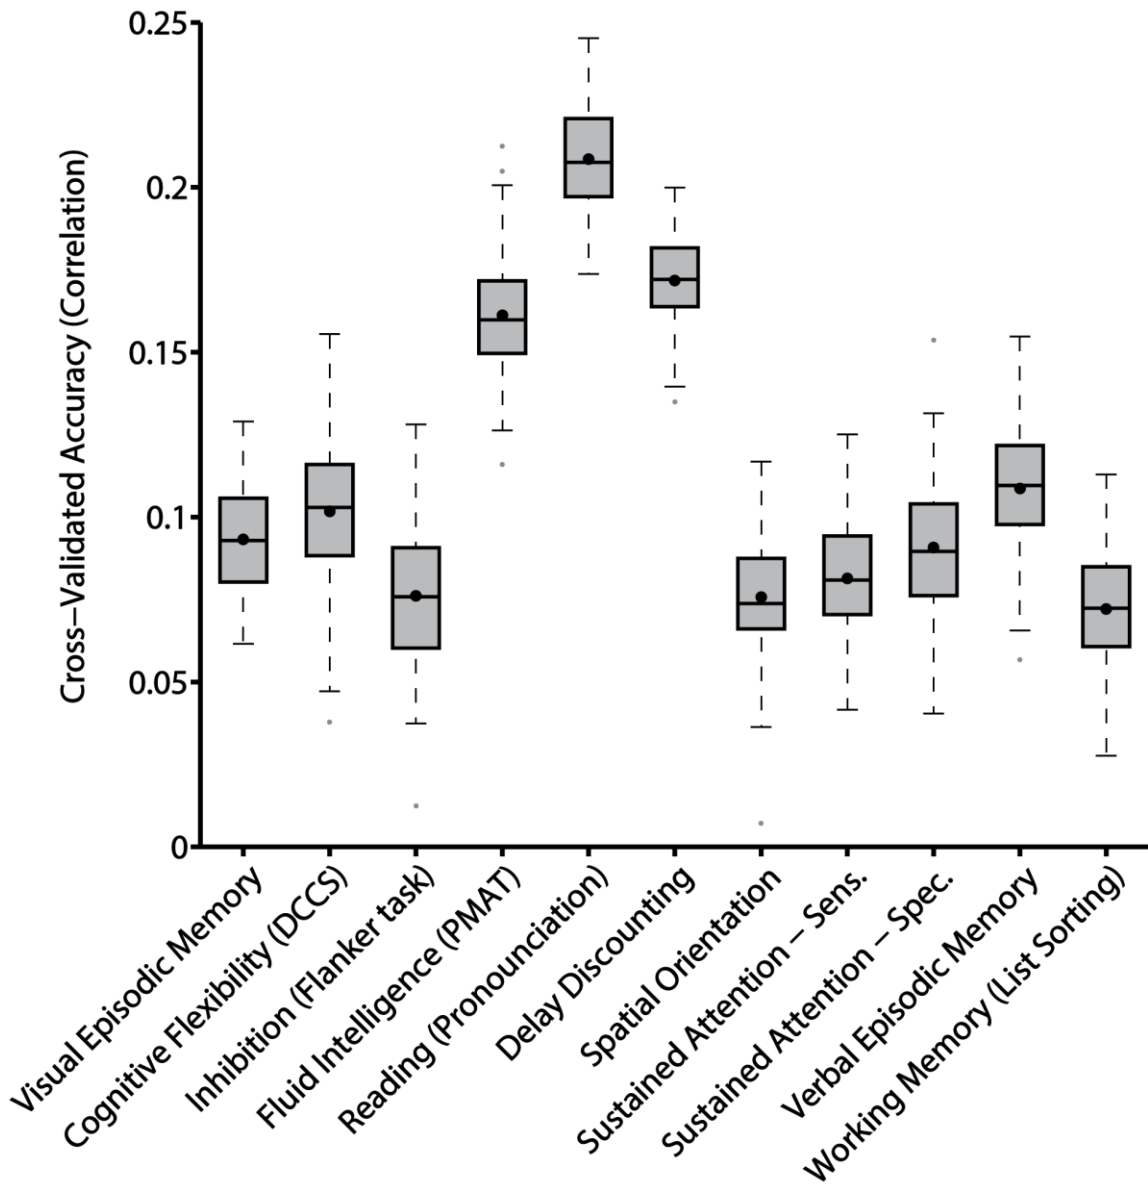 Cross–Validated Accuracy (Correlation)
0.25
0.2
0.15
0.1
0.05
0
Visual Episodic Memory
Cognitive Flexibility (DCCS)
Inhibition (Flanker task)
Fluid Intelligence (PMAT)
Reading (Pronounciation)
Delay Discounting
Spatial Orientation
Sustained Attention – Sens.
Sustained Attention – Spec.
Verbal Episodic Memory
Working Memory (List Sorting)